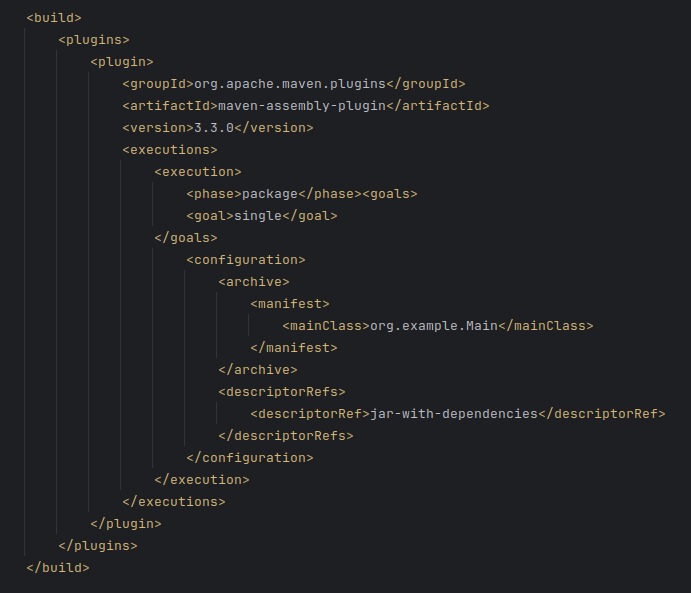 <build>
<plugins>
<plugin>
<groupId>org.apache.maven.plugins</groupId>
<artifactId>maven-assembly-plugin</artifactId>
<version>3.3.0</version>
<executions>
<execution>
<phase>package</phase><goals>
<goal>single</goal>
</goals>
<configuration>
<archive>
<manifest>
<mainClass>org.example.Main</mainClass>
</manifest>
</archive>
<descriptorRefs>
<descriptorRef>jar-with-dependencies</descriptorRef>
</descriptorRefs>
</configuration>
</execution>
</executions>
</plugin>
</plugins>
</build>